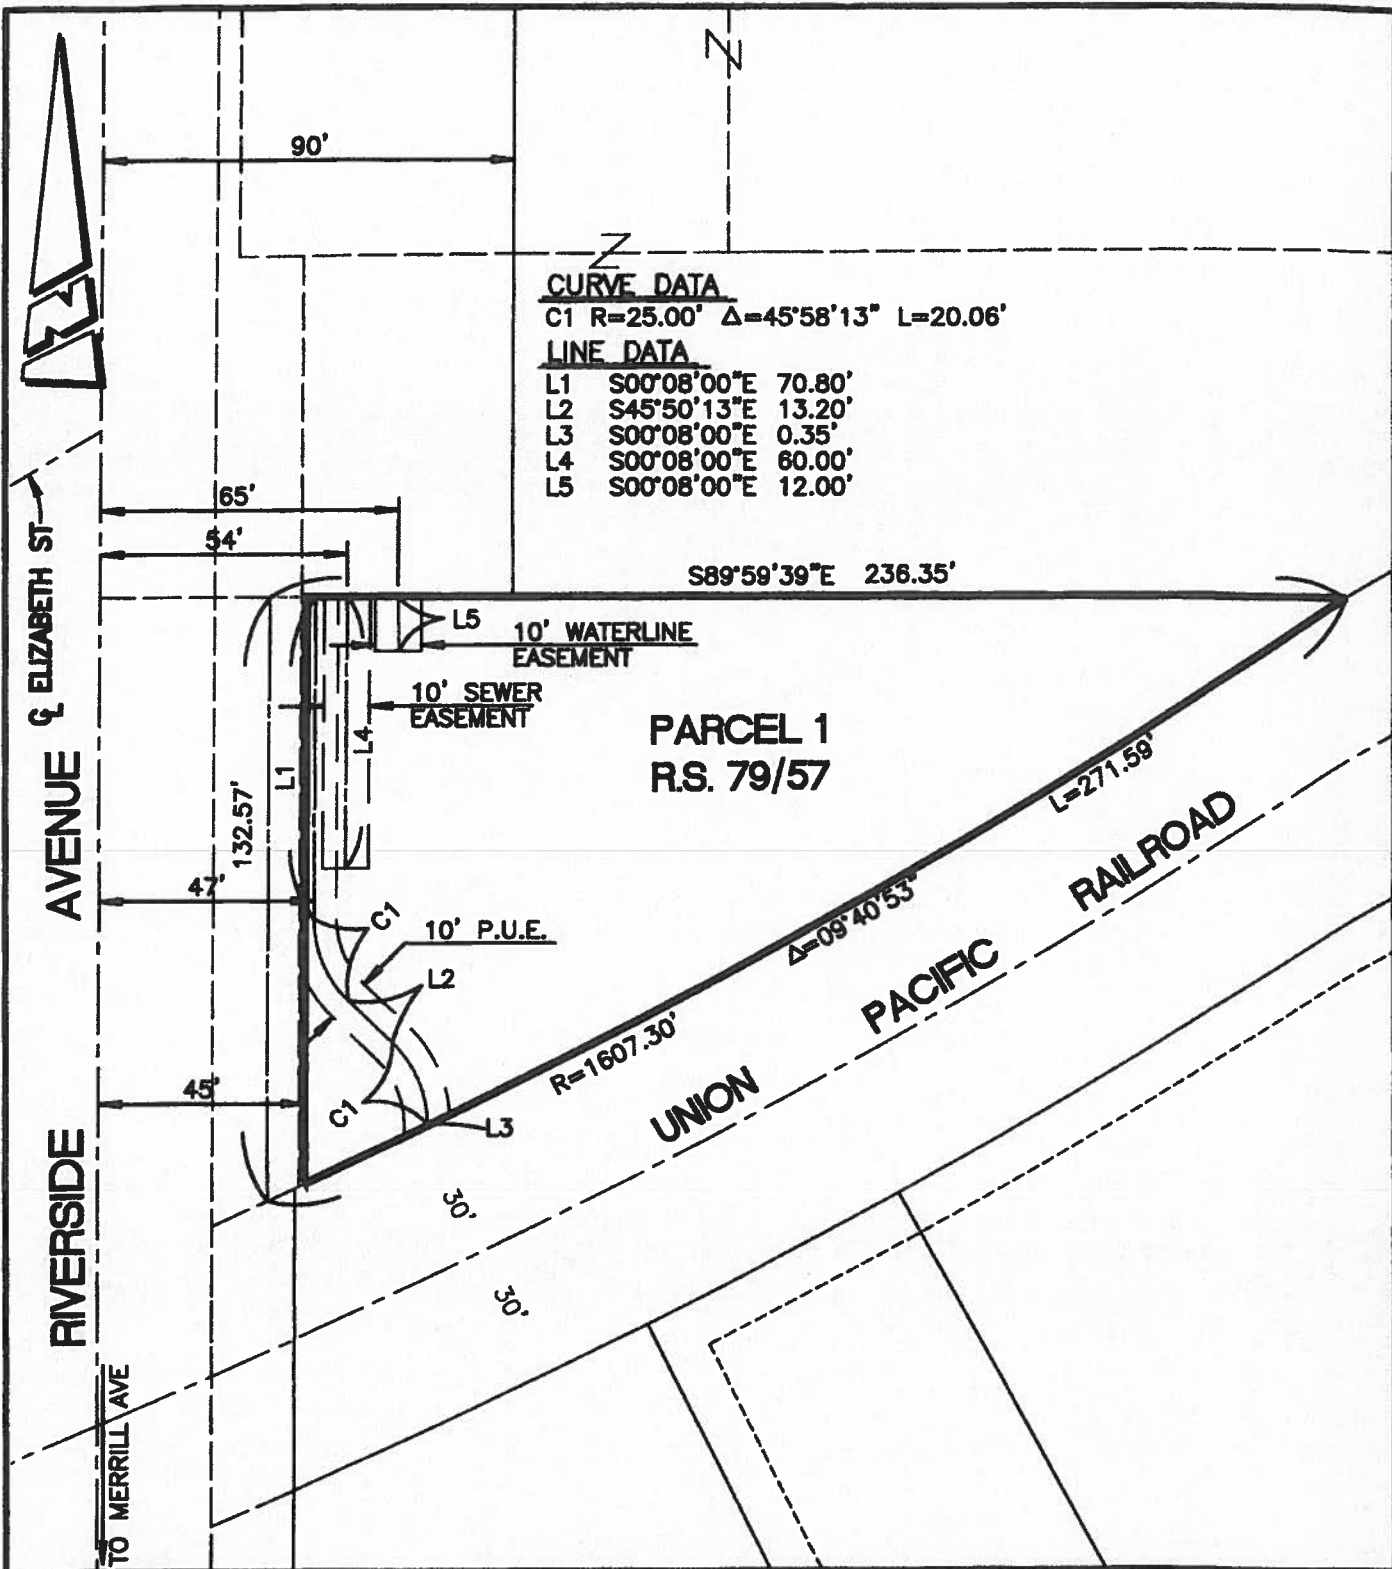 90'
CURVE DATA
C1 R=25.00' Δ=45°58'13" L=20.06'
LINE DATA
L1 S00°08'00"E 70.80'
L2 S45°50'13"E 13.20'
L3 S00°08'00"E 0.35'
L4 S00°08'00"E 60.00'
L5 S00°08'00"E 12.00'
℄ ELIZABETH ST
65'
54'
S89°59'39"E 236.35'
L5
10' WATERLINE
EASEMENT
10' SEWER
EASEMENT
L4
L1
132.57'
PARCEL 1
R.S. 79/57
47'
C1
10' P.U.E.
L2
45'
C1
L3
R=1607.30'
Δ=09°40'53"
L=271.59'
UNION PACIFIC RAILROAD
30'
30'
RIVERSIDE AVENUE
TO MERRILL AVE
N
Z
Z